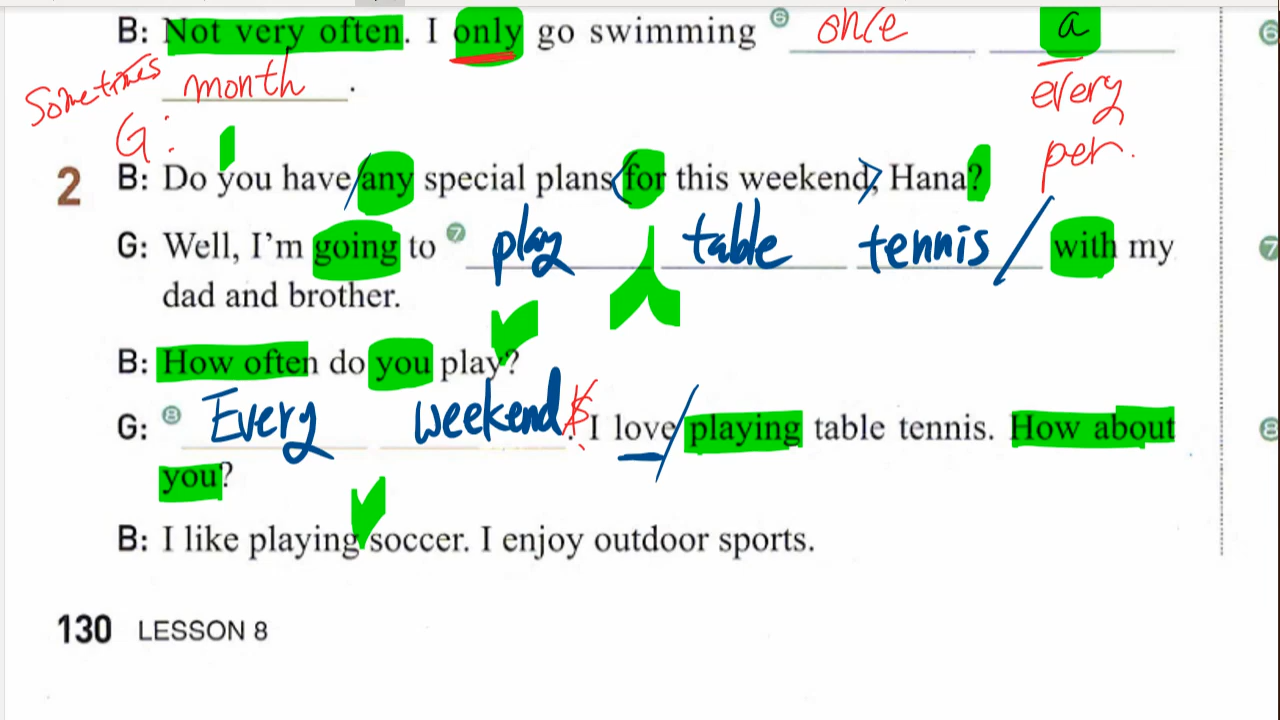 B: Not very often. I only go swimming ⑥ once a ⑥
Sometimes month . every
G: per.
2 B: Do you have any special plans for this weekend, Hana?
G: Well, I'm going to ⑦ play table tennis with my ⑦
dad and brother.
B: How often do you play?
G: ⑧ Every weekend. I love playing table tennis. How about ⑧
you?
B: I like playing soccer. I enjoy outdoor sports.
130 LESSON 8